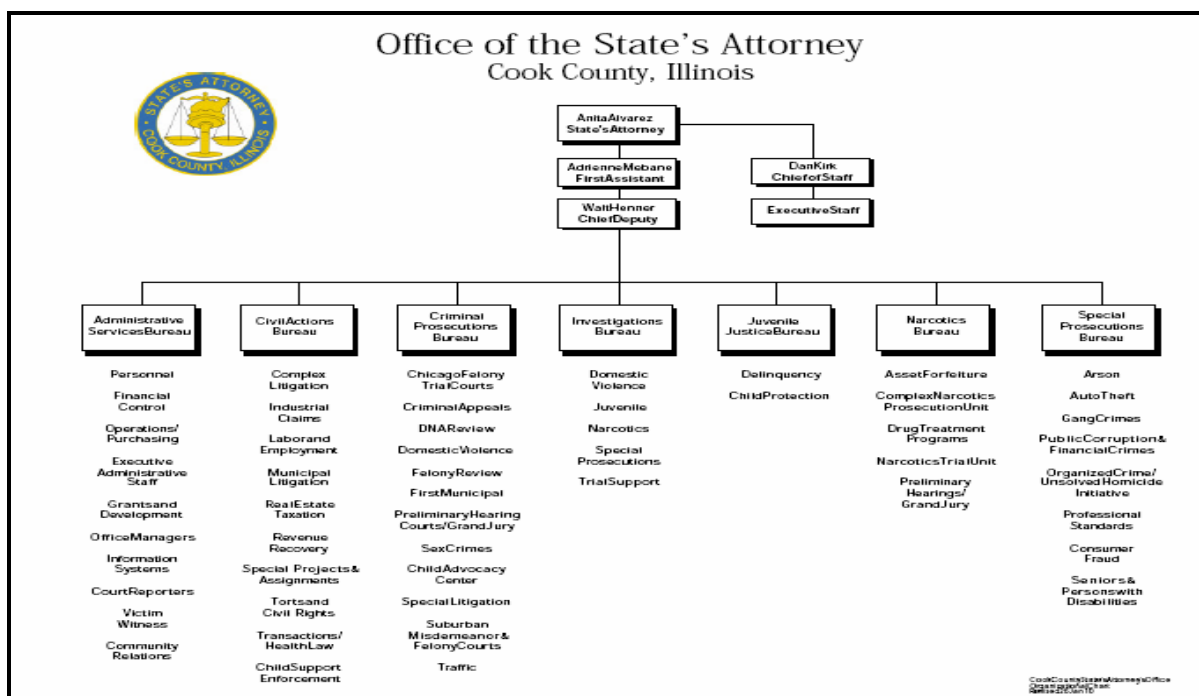 Office of the State's Attorney
Cook County, Illinois
STATE'S ATTORNEY
COOK COUNTY, ILLINOIS
AnitaAlvarez
State'sAttorney
AdrienneMebane
FirstAssistant
DanKirk
ChiefofStaff
WaltHenner
ChiefDeputy
ExecutiveStaff
Administrative
ServicesBureau
Personnel
Financial
Control
Operations/
Purchasing
Executive
Administrative
Staff
Grantsand
Development
OfficeManagers
Information
Systems
CourtReporters
Victim
Witness
Community
Relations
CivilActions
Bureau
Complex
Litigation
Industrial
Claims
Laborand
Employment
Municipal
Litigation
RealEstate
Taxation
Revenue
Recovery
Special Projects&
Assignments
Tortsand
Civil Rights
Transactions/
HealthLaw
ChildSupport
Enforcement
Criminal
Prosecutions
Bureau
ChicagoFelony
TrialCourts
CriminalAppeals
DNAReview
DomesticViolence
FelonyReview
FirstMunicipal
PreliminaryHearing
Courts/GrandJury
SexCrimes
ChildAdvocacy
Center
SpecialLitigation
Suburban
Misdemeanor&
FelonyCourts
Traffic
Investigations
Bureau
Domestic
Violence
Juvenile
Narcotics
Special
Prosecutions
TrialSupport
Juvenile
JusticeBureau
Delinquency
ChildProtection
Narcotics
Bureau
AssetForfeiture
ComplexNarcotics
ProsecutionUnit
DrugTreatment
Programs
NarcoticsTrialUnit
Preliminary
Hearings/
GrandJury
Special
Prosecutions
Bureau
Arson
AutoTheft
GangCrimes
PublicCorruption&
FinancialCrimes
OrganizedCrime/
UnsolvedHomicide
Initiative
Professional
Standards
Consumer
Fraud
Seniors&
Personswith
Disabilities
CookCountyState'sAttorney'sOffice
OrganizationalChart